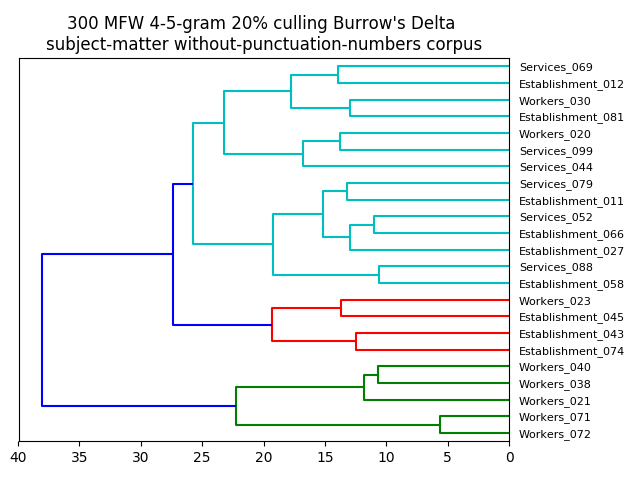 300 MFW 4-5-gram 20% culling Burrow's Delta
subject-matter without-punctuation-numbers corpus
Services_069
Establishment_012
Workers_030
Establishment_081
Workers_020
Services_099
Services_044
Services_079
Establishment_011
Services_052
Establishment_066
Establishment_027
Services_088
Establishment_058
Workers_023
Establishment_045
Establishment_043
Establishment_074
Workers_040
Workers_038
Workers_021
Workers_071
Workers_072
40 35 30 25 20 15 10 5 0